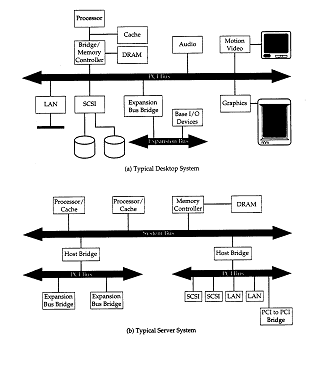 Processor
Cache
Bridge/
Memory
Controller
DRAM
Audio
Motion
Video
PCI Bus
LAN
SCSI
Expansion
Bus Bridge
Base I/O
Devices
Graphics
Expansion Bus
(a) Typical Desktop System
Processor/
Cache
Processor/
Cache
Memory
Controller
DRAM
System Bus
Host Bridge
Host Bridge
PCI Bus
PCI Bus
Expansion
Bus Bridge
Expansion
Bus Bridge
SCSI
SCSI
LAN
LAN
PCI to PCI
Bridge
(b) Typical Server System